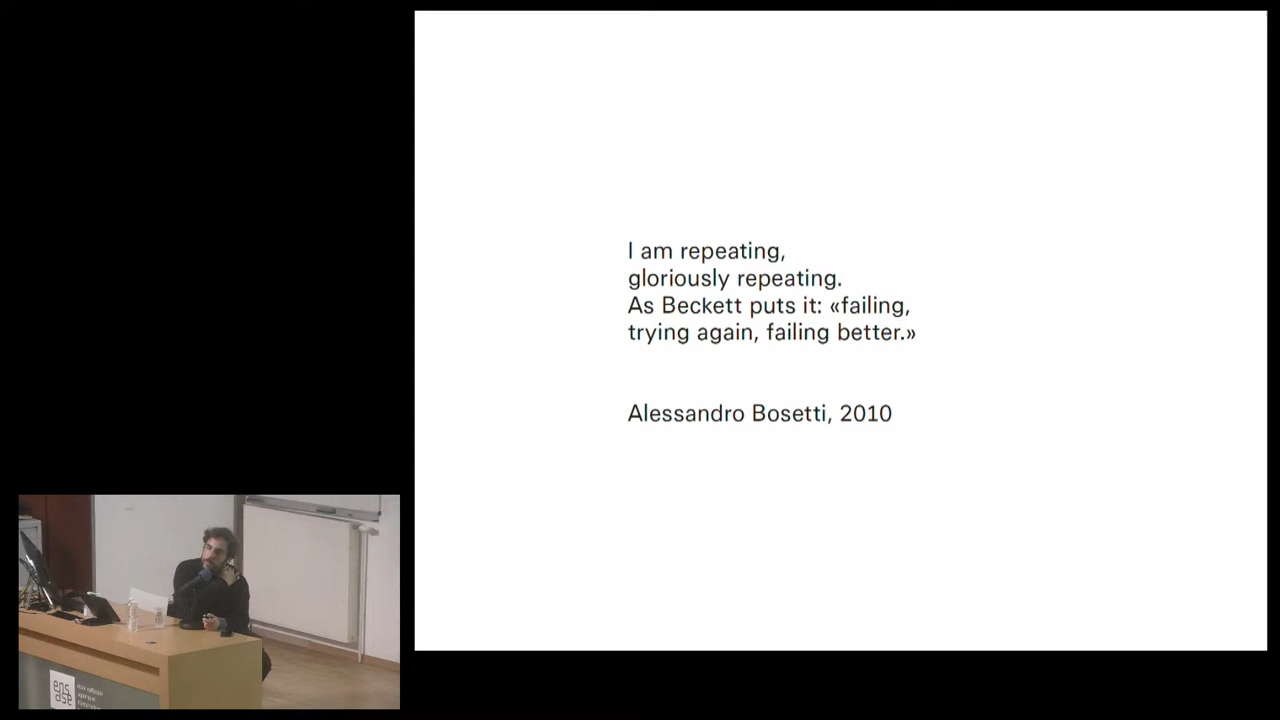 I am repeating,
gloriously repeating.
As Beckett puts it: «failing,
trying again, failing better.»
Alessandro Bosetti, 2010
ens
ase